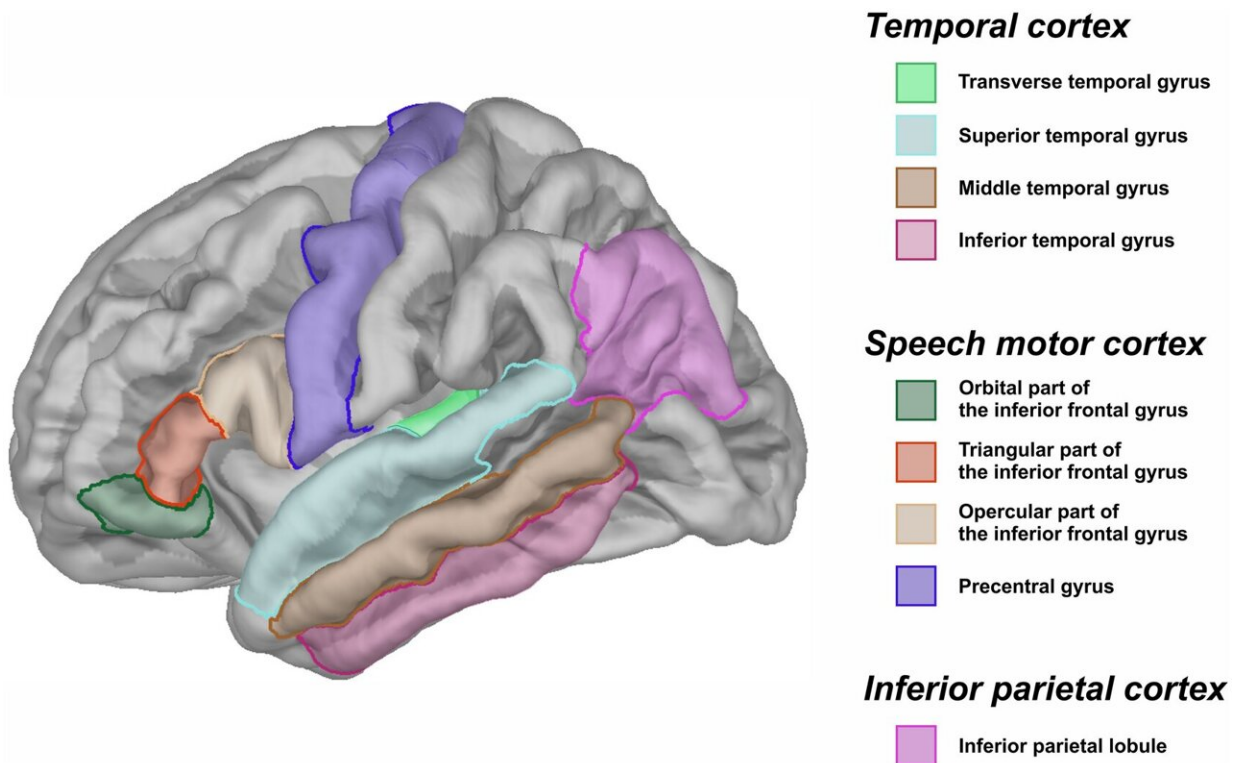 Temporal cortex
Transverse temporal gyrus
Superior temporal gyrus
Middle temporal gyrus
Inferior temporal gyrus
Speech motor cortex
Orbital part of
the inferior frontal gyrus
Triangular part of
the inferior frontal gyrus
Opercular part of
the inferior frontal gyrus
Precentral gyrus
Inferior parietal cortex
Inferior parietal lobule